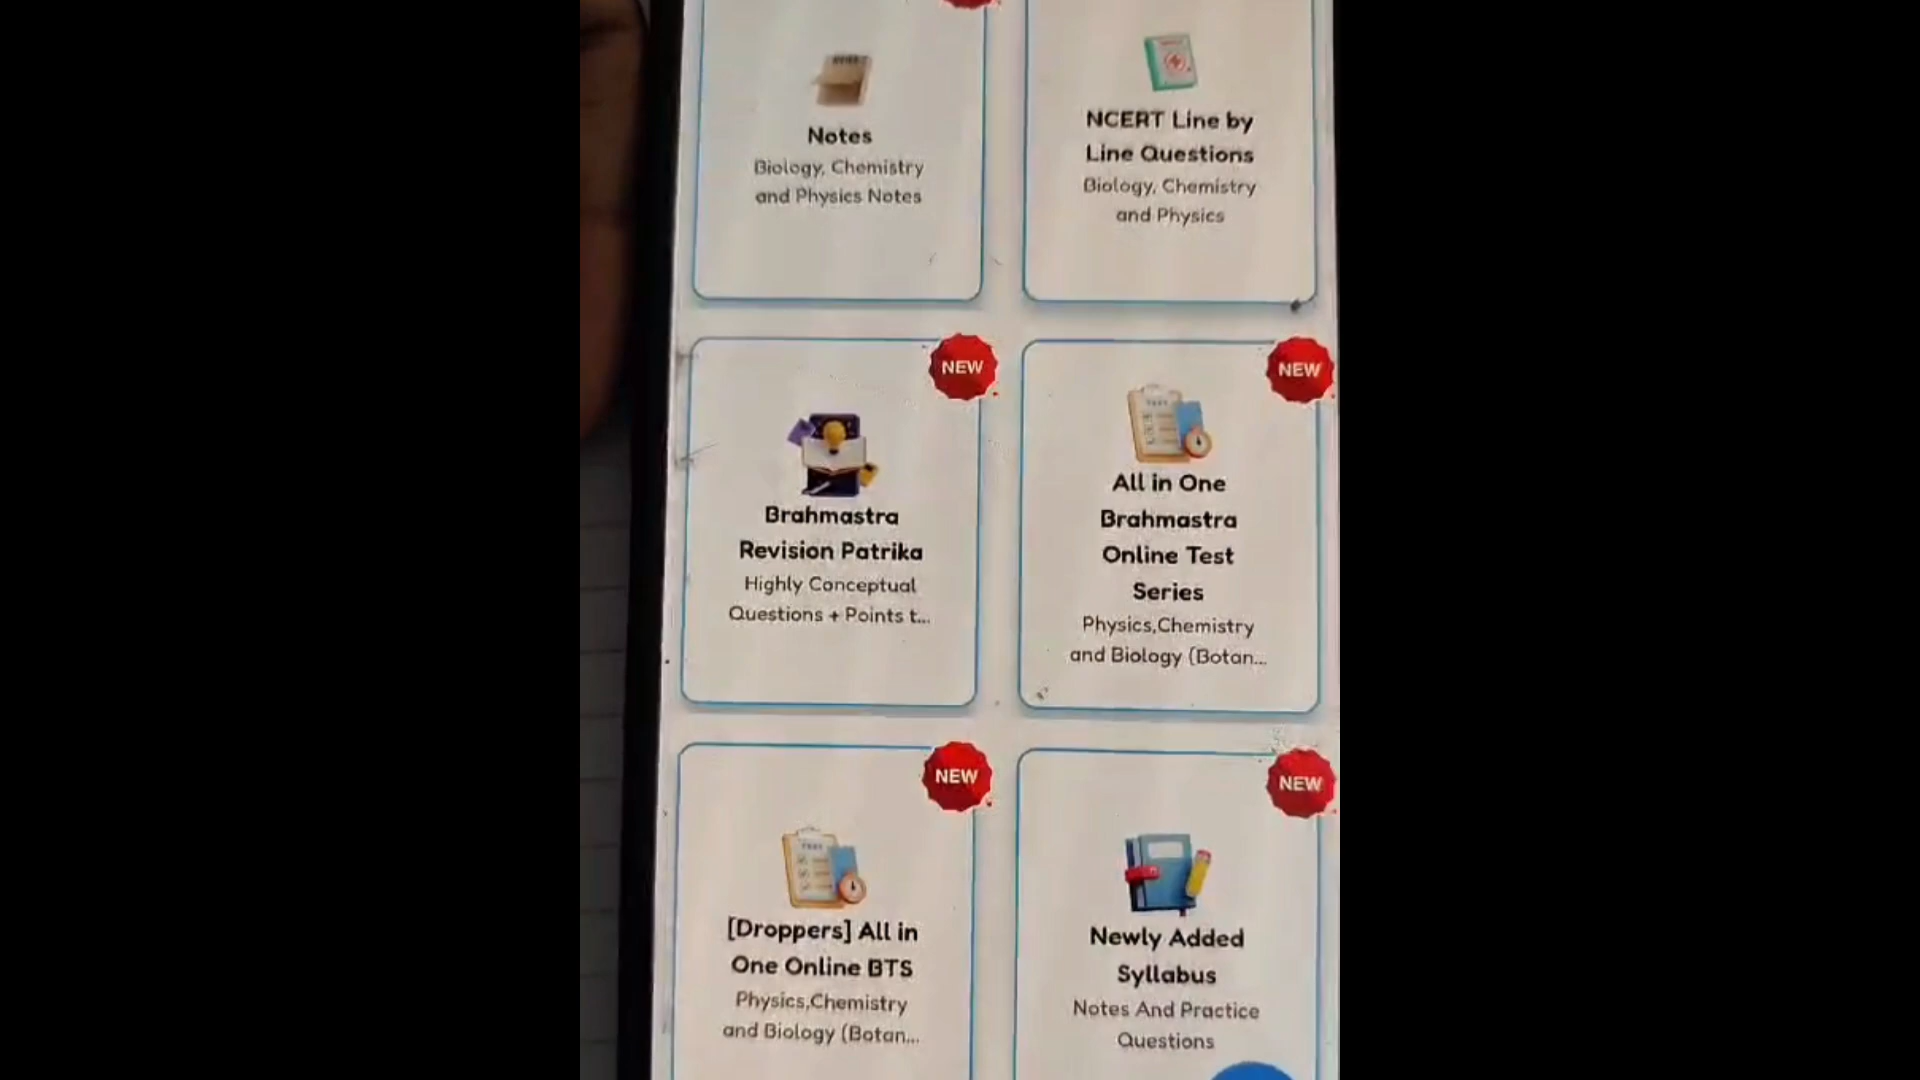 Notes
Biology, Chemistry
and Physics Notes
NCERT Line by
Line Questions
Biology, Chemistry
and Physics
NEW
Brahmastra
Revision Patrika
Highly Conceptual
Questions + Points t...
NEW
All in One
Brahmastra
Online Test
Series
Physics,Chemistry
and Biology (Botan...
NEW
[Droppers] All in
One Online BTS
Physics,Chemistry
and Biology (Botan...
NEW
Newly Added
Syllabus
Notes And Practice
Questions